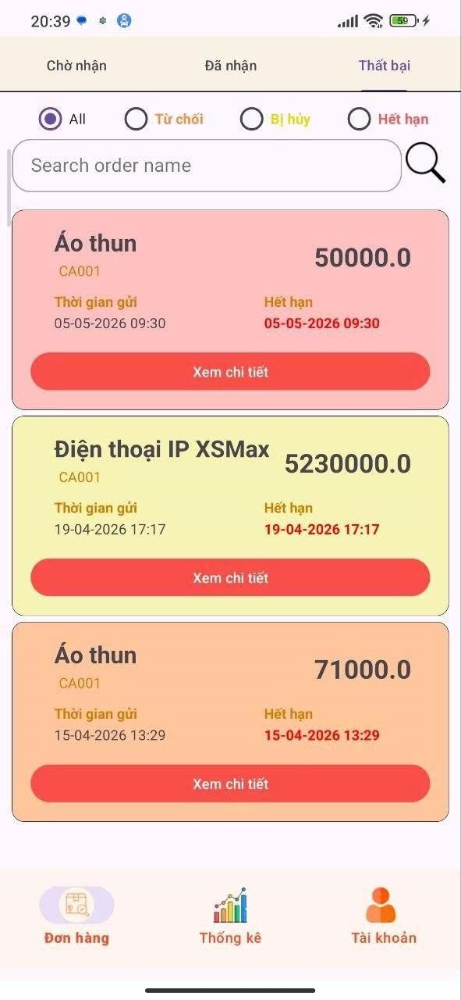 20:39 59
Chờ nhận Đã nhận Thất bại
All Từ chối Bị hủy Hết hạn
Search order name
Áo thun 50000.0
CA001
Thời gian gửi Hết hạn
05-05-2026 09:30 05-05-2026 09:30
Xem chi tiết
Điện thoại IP XSMax 5230000.0
CA001
Thời gian gửi Hết hạn
19-04-2026 17:17 19-04-2026 17:17
Xem chi tiết
Áo thun 71000.0
CA001
Thời gian gửi Hết hạn
15-04-2026 13:29 15-04-2026 13:29
Xem chi tiết
Đơn hàng Thống kê Tài khoản